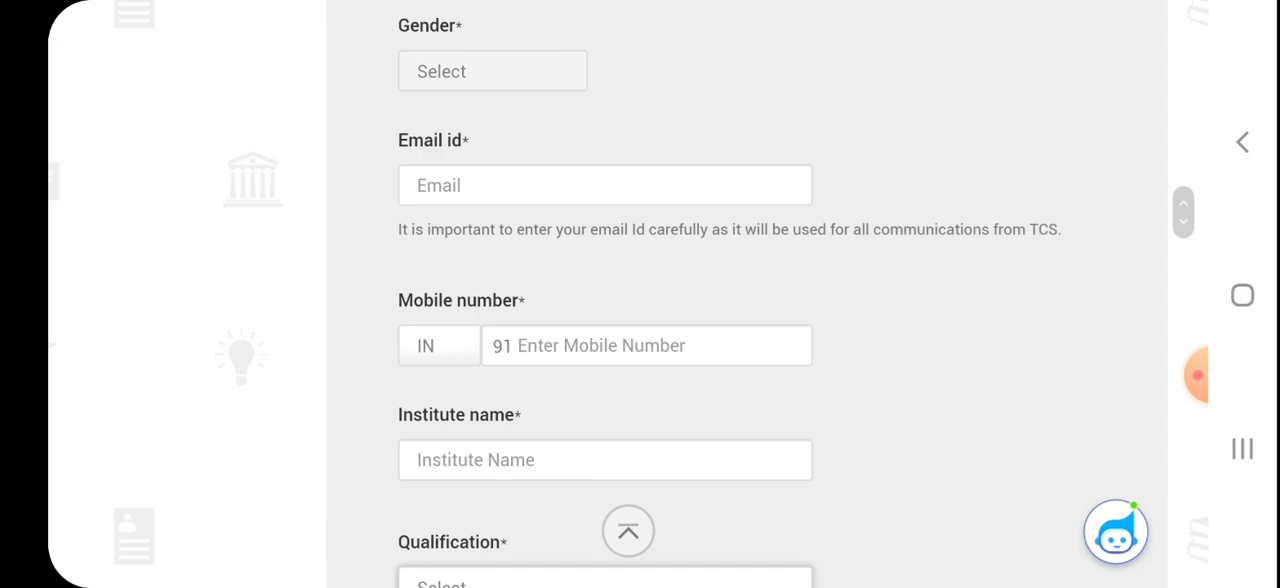 Gender*
Select
Email id*
Email
It is important to enter your email Id carefully as it will be used for all communications from TCS.
Mobile number*
IN 91 Enter Mobile Number
Institute name*
Institute Name
Qualification*
Select